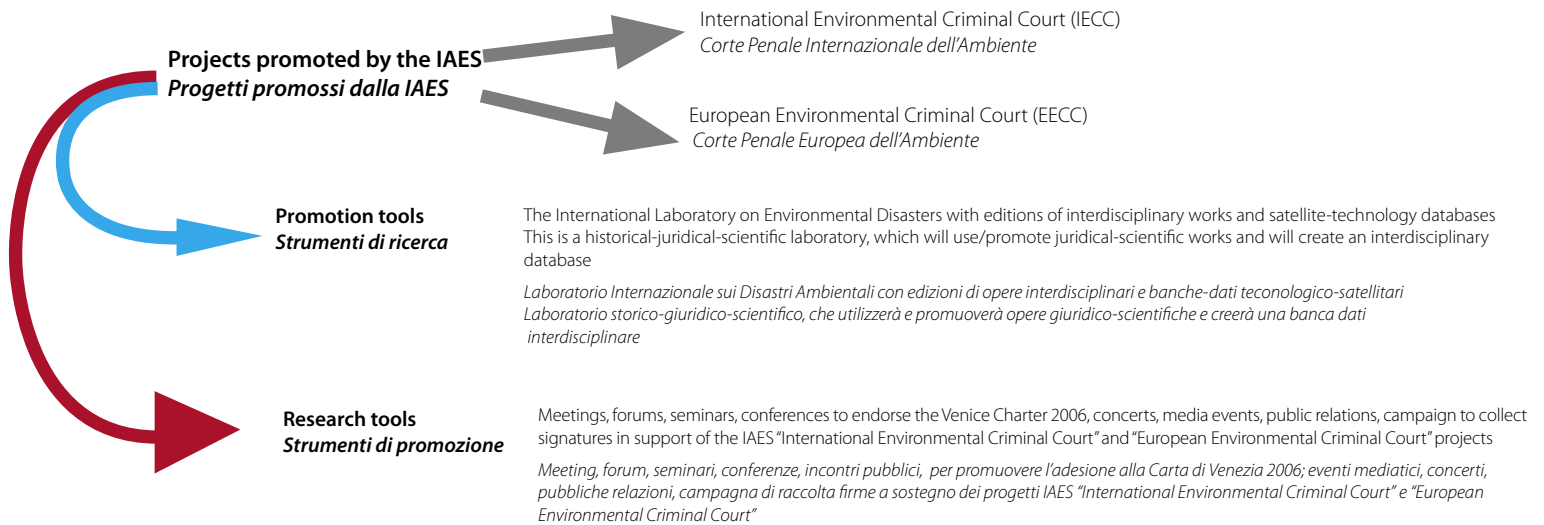 International Environmental Criminal Court (IECC)
Corte Penale Internazionale dell'Ambiente
Projects promoted by the IAES
Progetti promossi dalla IAES
European Environmental Criminal Court (EECC)
Corte Penale Europea dell'Ambiente
Promotion tools
Strumenti di ricerca
The International Laboratory on Environmental Disasters with editions of interdisciplinary works and satellite-technology databases
This is a historical-juridical-scientific laboratory, which will use/promote juridical-scientific works and will create an interdisciplinary
database
Laboratorio Internazionale sui Disastri Ambientali con edizioni di opere interdisciplinari e banche-dati teconologico-satellitari
Laboratorio storico-giuridico-scientifico, che utilizzerà e promuoverà opere giuridico-scientifiche e creerà una banca dati
interdisciplinare
Research tools
Strumenti di promozione
Meetings, forums, seminars, conferences to endorse the Venice Charter 2006, concerts, media events, public relations, campaign to collect
signatures in support of the IAES "International Environmental Criminal Court" and "European Environmental Criminal Court" projects
Meeting, forum, seminari, conferenze, incontri pubblici, per promuovere l'adesione alla Carta di Venezia 2006; eventi mediatici, concerti,
pubbliche relazioni, campagna di raccolta firme a sostegno dei progetti IAES "International Environmental Criminal Court" e "European
Environmental Criminal Court"